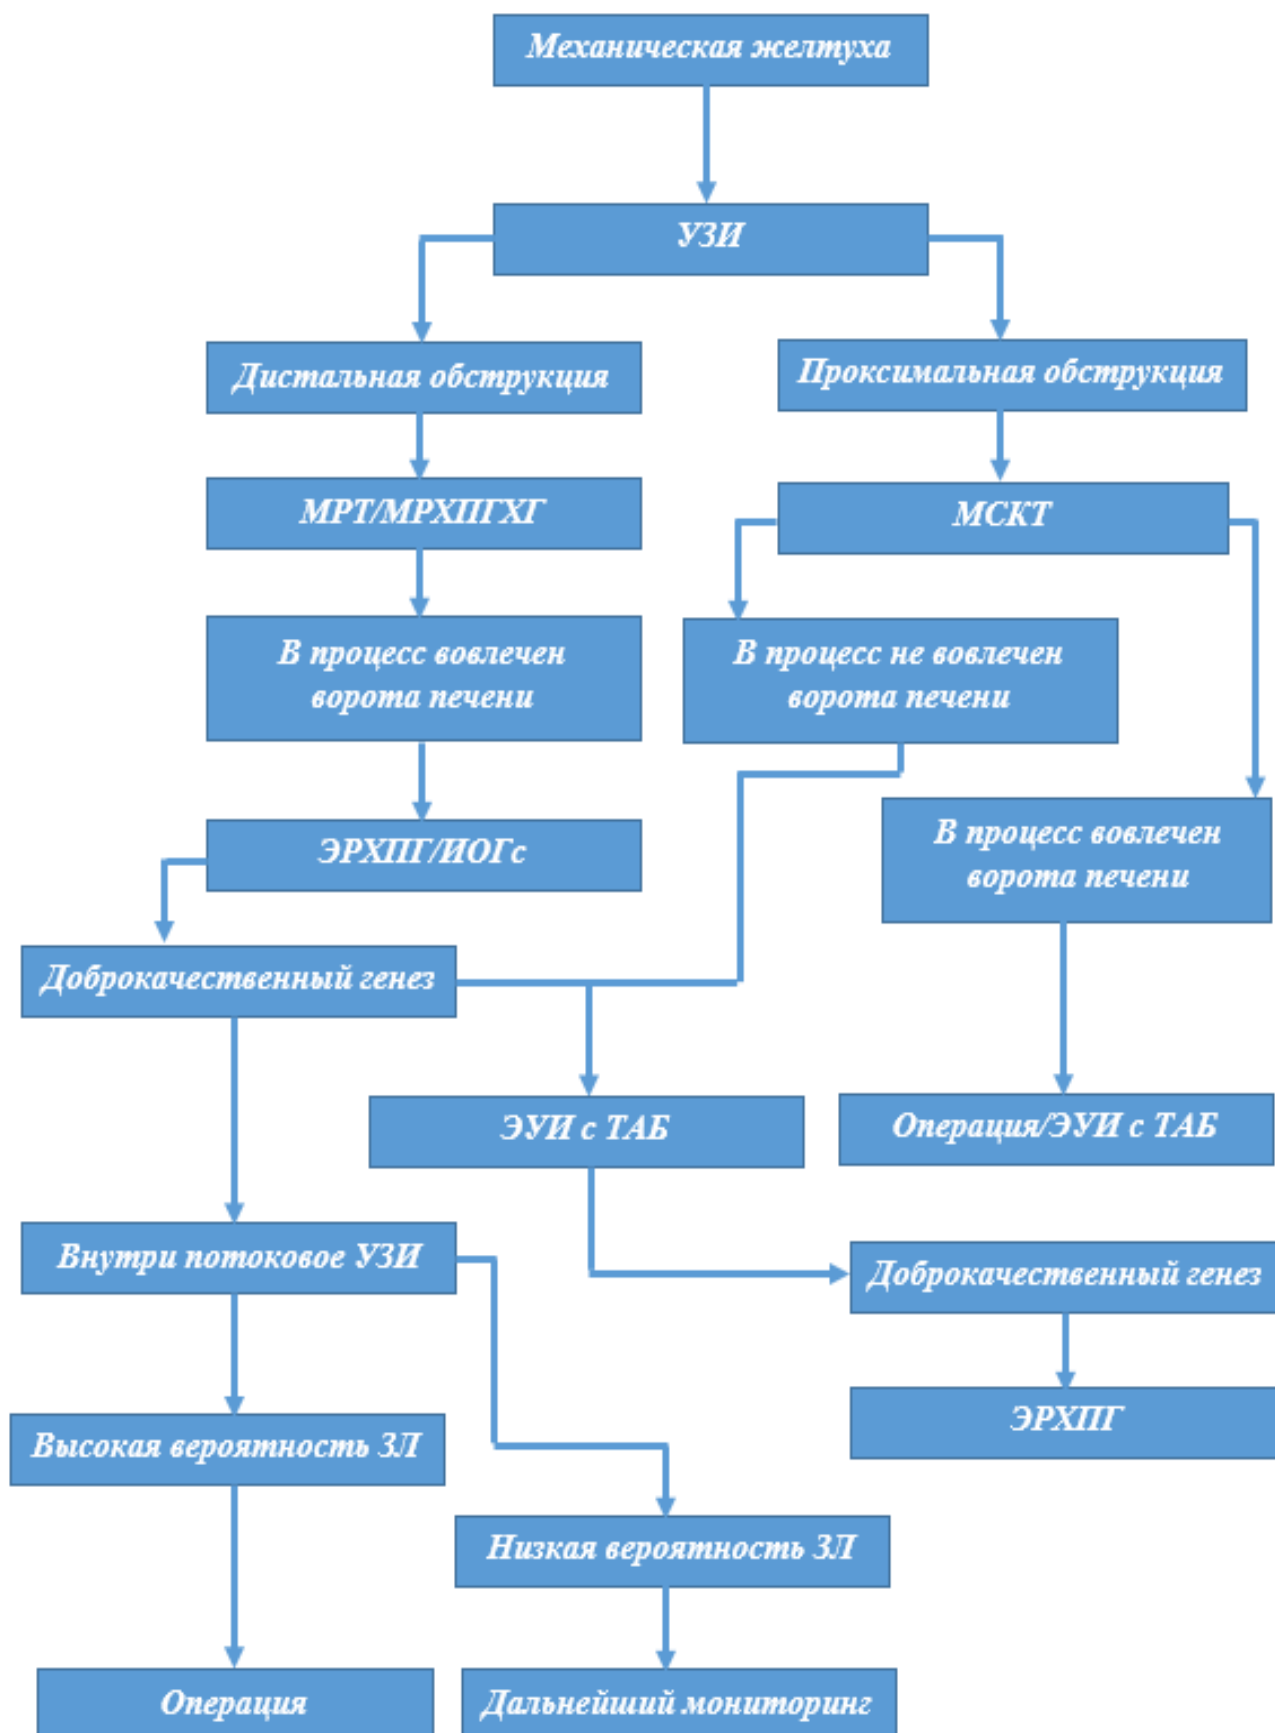 Механическая желтуха
УЗИ
Дистальная обструкция
Проксимальная обструкция
МРТ/МРХПГХГ
МСКТ
В процесс вовлечен
ворота печени
В процесс не вовлечен
ворота печени
В процесс вовлечен
ворота печени
ЭРХПГ/ИОГс
Доброкачественный генез
ЭУИ с ТАБ
Операция/ЭУИ с ТАБ
Внутри потоковое УЗИ
Доброкачественный генез
ЭРХПГ
Высокая вероятность ЗЛ
Низкая вероятность ЗЛ
Операция
Дальнейший мониторинг